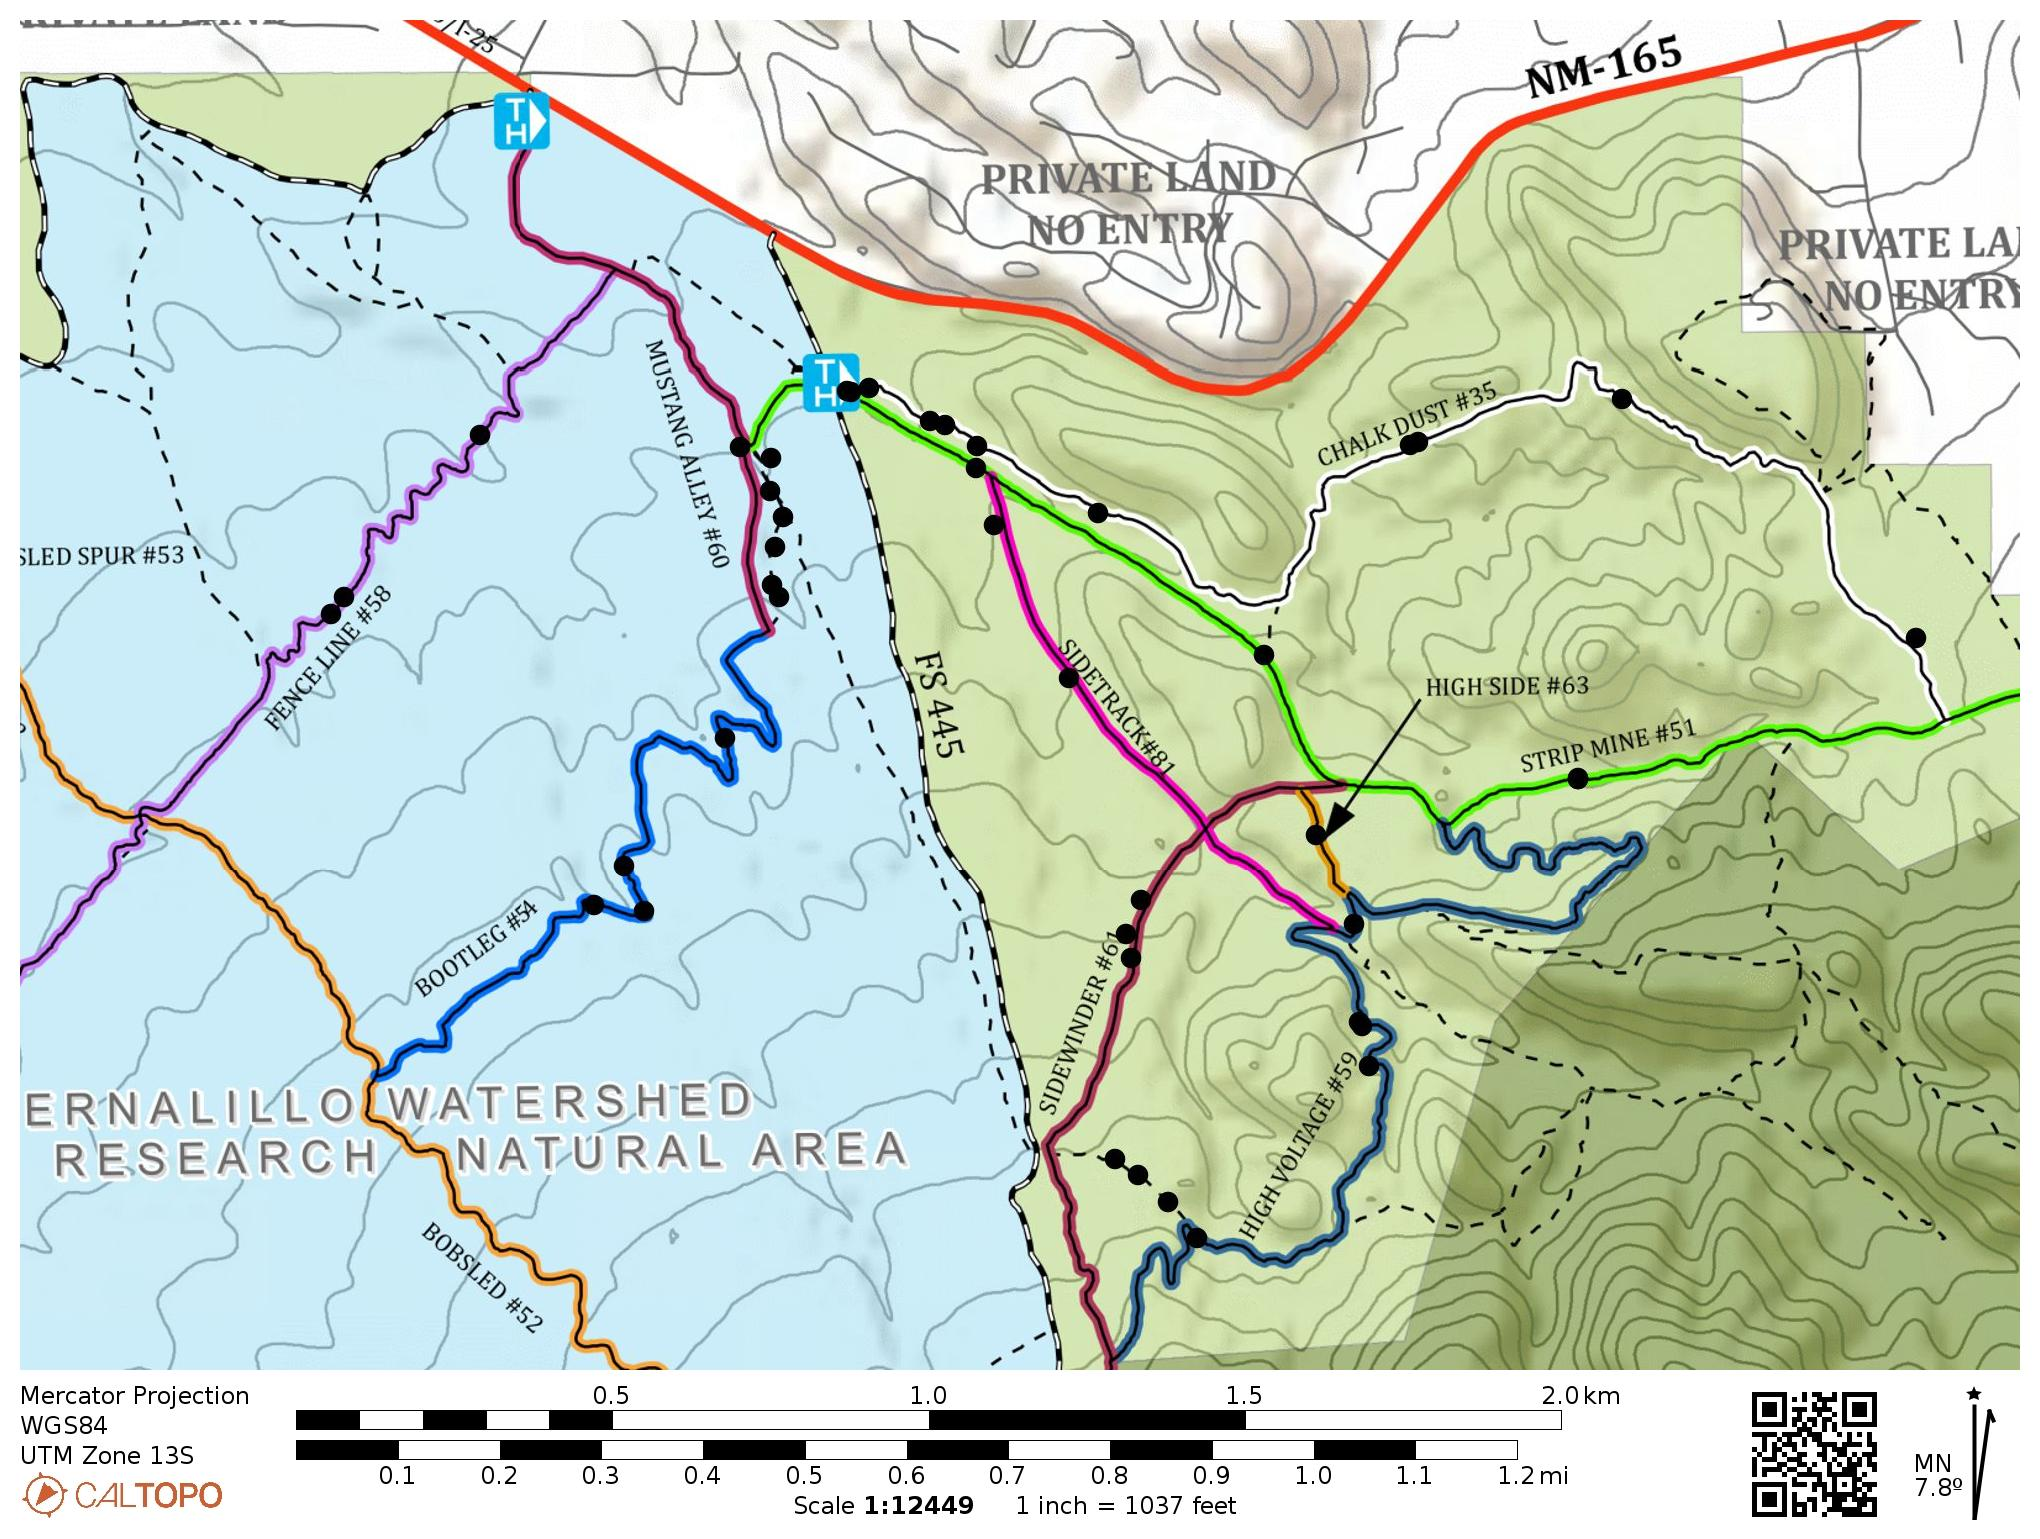 NM-165
/I-25
TH
PRIVATE LAND
NO ENTRY
PRIVATE LA
NO ENTRY
TH
MUSTANG ALLEY #60
CHALK DUST #35
SLED SPUR #53
FENCE LINE #58
FS 445
SIDETRACK#81
HIGH SIDE #63
STRIP MINE #51
BOOTLEG #54
SIDEWINDER #61
HIGH VOLTAGE #59
ERNALILLO WATERSHED
RESEARCH NATURAL AREA
BOBSLED #52
Mercator Projection
WGS84
UTM Zone 13S
CALTOPO
0.5 1.0 1.5 2.0 km
0.1 0.2 0.3 0.4 0.5 0.6 0.7 0.8 0.9 1.0 1.1 1.2 mi
Scale 1:12449 1 inch = 1037 feet
MN
7.8º